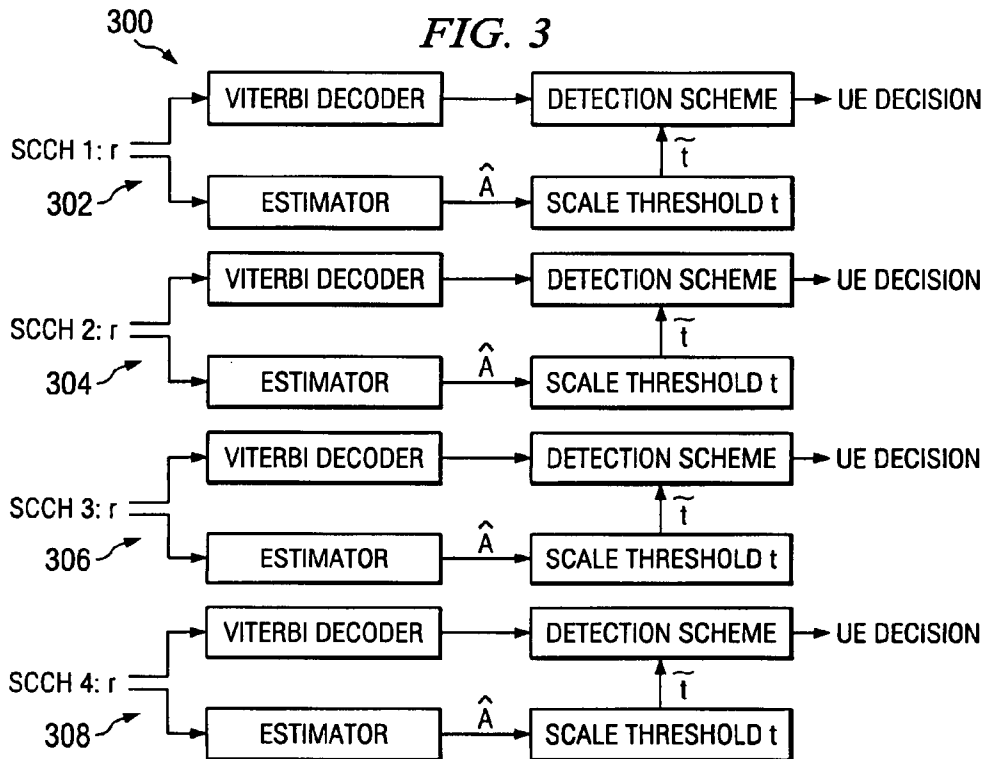 300
FIG. 3
VITERBI DECODER
DETECTION SCHEME
UE DECISION
SCCH 1: r
t̃
302
ESTIMATOR
Â
SCALE THRESHOLD t
VITERBI DECODER
DETECTION SCHEME
UE DECISION
SCCH 2: r
t̃
304
ESTIMATOR
Â
SCALE THRESHOLD t
VITERBI DECODER
DETECTION SCHEME
UE DECISION
SCCH 3: r
t̃
306
ESTIMATOR
Â
SCALE THRESHOLD t
VITERBI DECODER
DETECTION SCHEME
UE DECISION
SCCH 4: r
t̃
308
ESTIMATOR
Â
SCALE THRESHOLD t